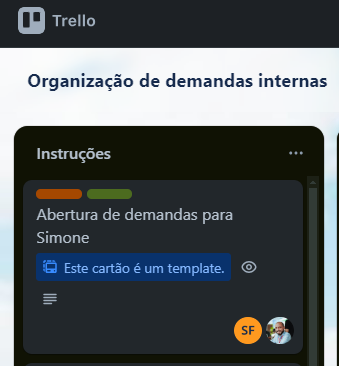 Trello
Organização de demandas internas
Instruções
Abertura de demandas para
Simone
Este cartão é um template.
SF